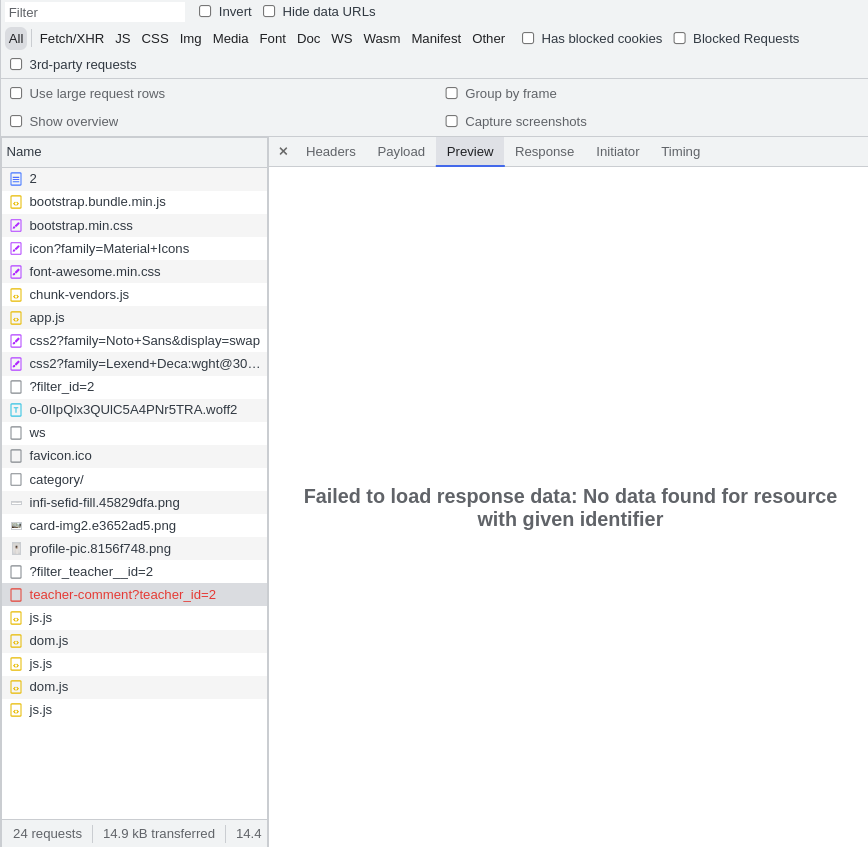 Filter
Invert
Hide data URLs
All Fetch/XHR JS CSS Img Media Font Doc WS Wasm Manifest Other Has blocked cookies Blocked Requests
3rd-party requests
Use large request rows
Group by frame
Show overview
Capture screenshots
Name
× Headers Payload Preview Response Initiator Timing
2
bootstrap.bundle.min.js
bootstrap.min.css
icon?family=Material+Icons
font-awesome.min.css
chunk-vendors.js
app.js
css2?family=Noto+Sans&display=swap
css2?family=Lexend+Deca:wght@30…
?filter_id=2
o-0IIpQlx3QUlC5A4PNr5TRA.woff2
ws
favicon.ico
category/
infi-sefid-fill.45829dfa.png
card-img2.e3652ad5.png
profile-pic.8156f748.png
?filter_teacher__id=2
teacher-comment?teacher_id=2
js.js
dom.js
js.js
dom.js
js.js
Failed to load response data: No data found for resource
with given identifier
24 requests 14.9 kB transferred 14.4